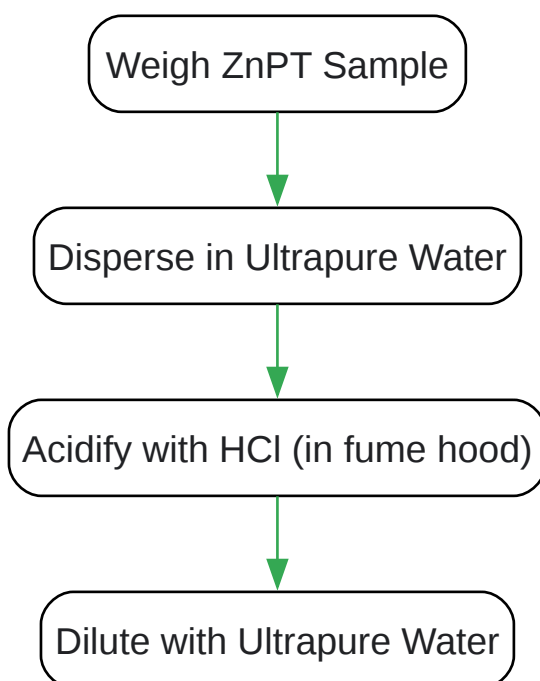 Weigh ZnPT Sample
Disperse in Ultrapure Water
Acidify with HCl (in fume hood)
Dilute with Ultrapure Water